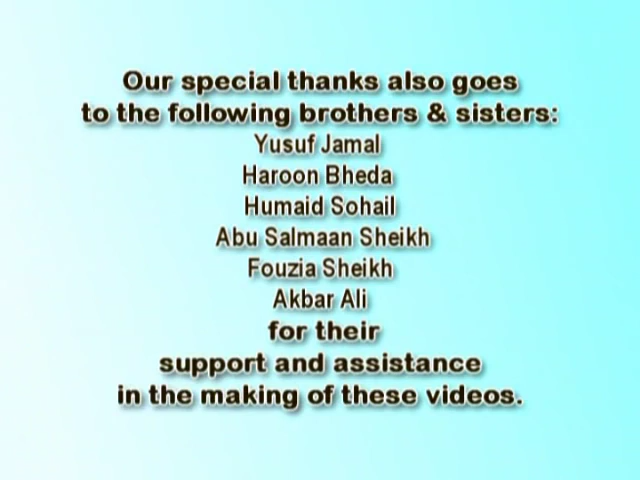 Our special thanks also goes
to the following brothers & sisters:
Yusuf Jamal
Haroon Bheda
Humaid Sohail
Abu Salmaan Sheikh
Fouzia Sheikh
Akbar Ali
for their
support and assistance
in the making of these videos.